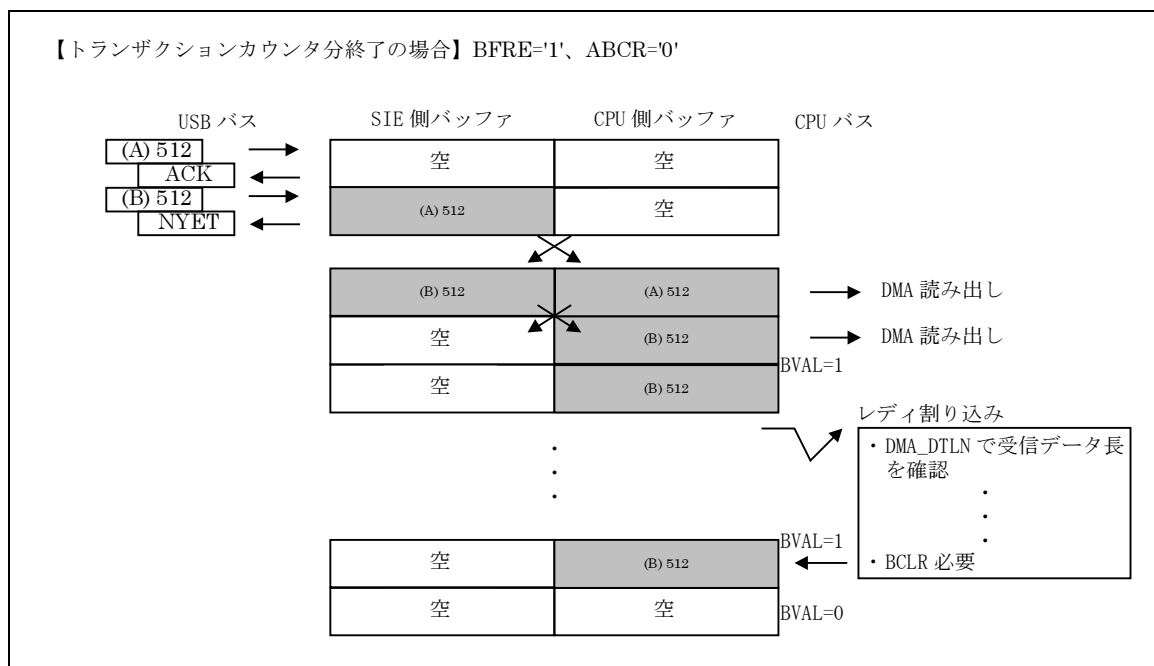 【トランザクションカウンタ分終了の場合】BFRE='1'、ABCR='0'
USB バス
SIE 側バッファ
CPU 側バッファ
CPU バス
(A) 512
ACK
(B) 512
NYET
空
空
(A) 512
空
(B) 512
(A) 512
DMA 読み出し
空
(B) 512
DMA 読み出し
BVAL=1
空
(B) 512
レディ割り込み
・DMA_DTLN で受信データ長
を確認
・
・
・
・BCLR 必要
・
・
・
BVAL=1
空
(B) 512
空
空
BVAL=0